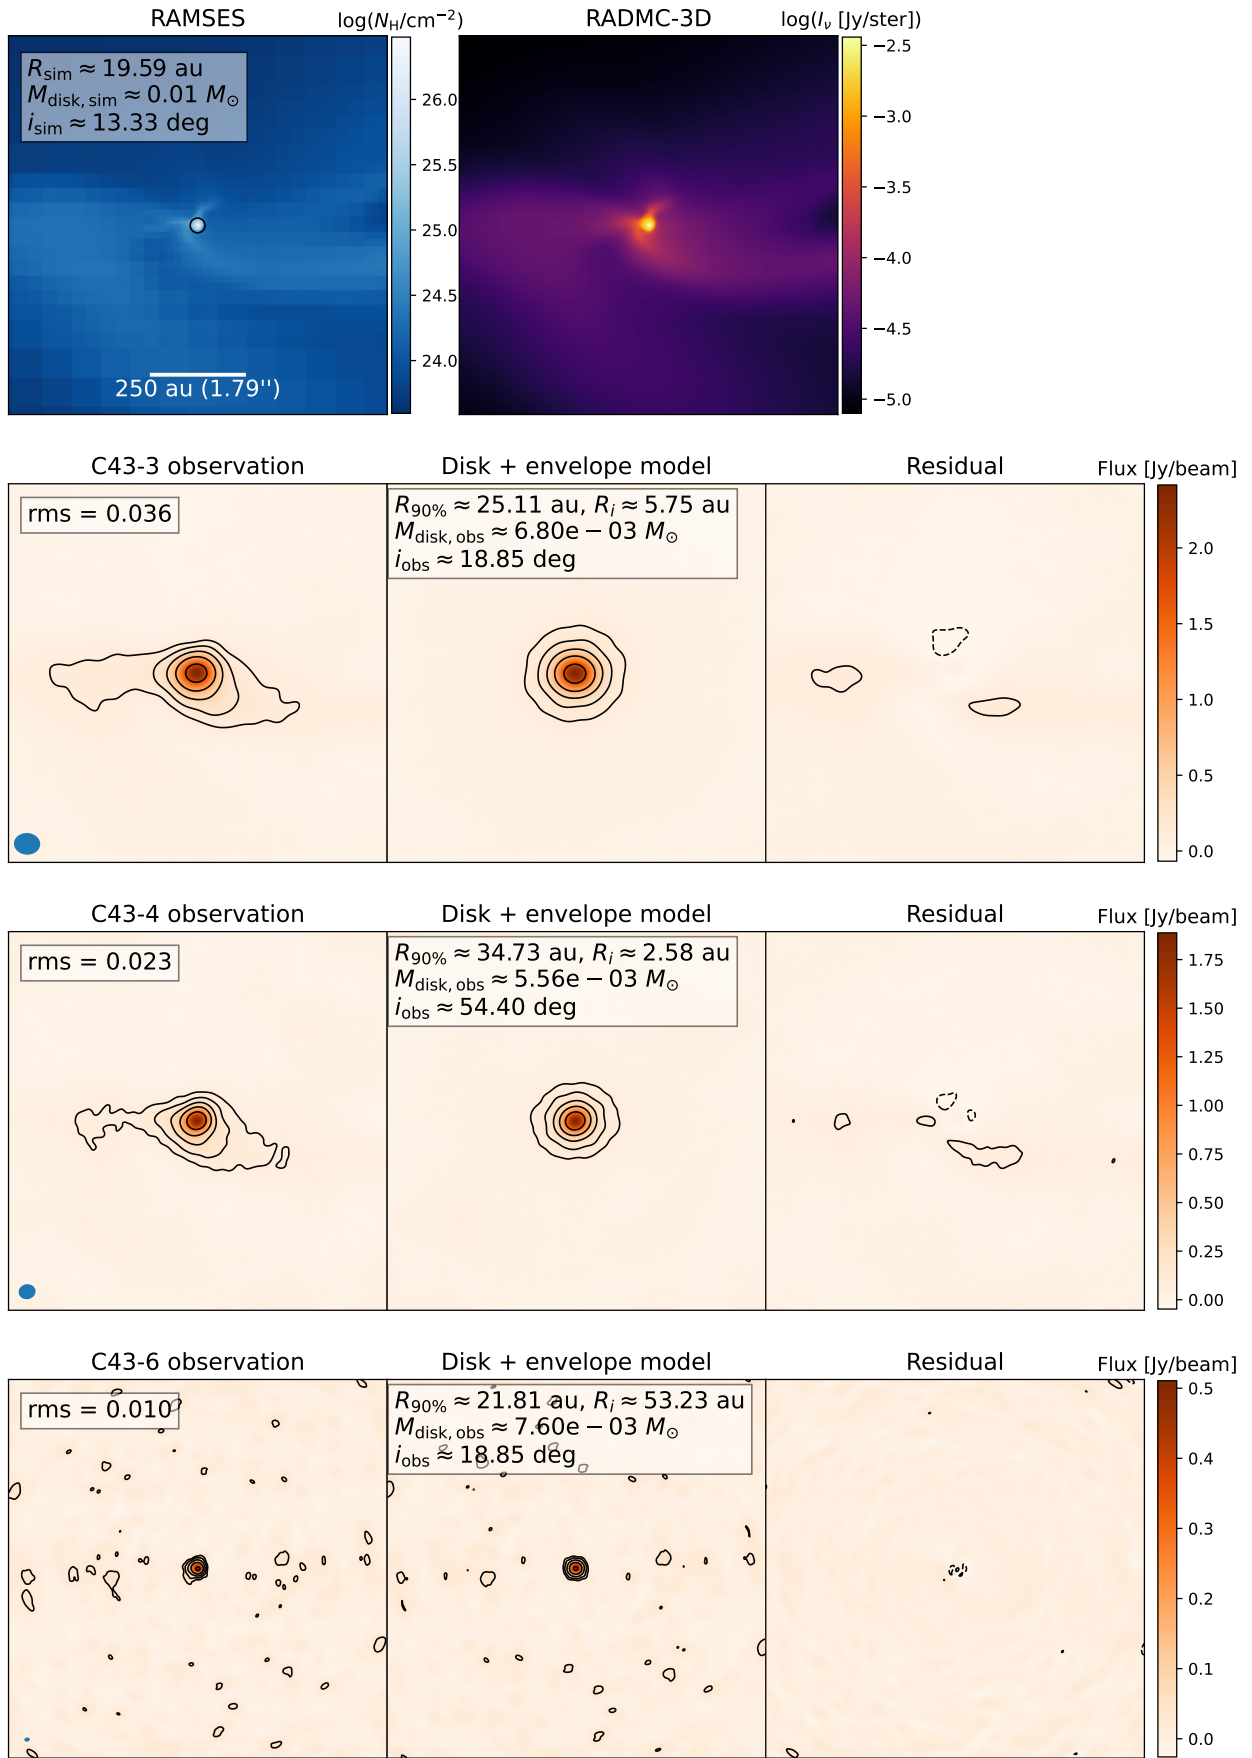 RAMSES
log(N_H/cm⁻²)
RADMC-3D
log(I_ν [Jy/ster])
R_sim ≈ 19.59 au
M_disk, sim ≈ 0.01 M_⊙
i_sim ≈ 13.33 deg
250 au (1.79'')
26.0
25.5
25.0
24.5
24.0
−2.5
−3.0
−3.5
−4.0
−4.5
−5.0
C43-3 observation
Disk + envelope model
Residual
Flux [Jy/beam]
rms = 0.036
R_90% ≈ 25.11 au, R_i ≈ 5.75 au
M_disk, obs ≈ 6.80e − 03 M_⊙
i_obs ≈ 18.85 deg
2.0
1.5
1.0
0.5
0.0
C43-4 observation
Disk + envelope model
Residual
Flux [Jy/beam]
rms = 0.023
R_90% ≈ 34.73 au, R_i ≈ 2.58 au
M_disk, obs ≈ 5.56e − 03 M_⊙
i_obs ≈ 54.40 deg
1.75
1.50
1.25
1.00
0.75
0.50
0.25
0.00
C43-6 observation
Disk + envelope model
Residual
Flux [Jy/beam]
rms = 0.010
R_90% ≈ 21.81 au, R_i ≈ 53.23 au
M_disk, obs ≈ 7.60e − 03 M_⊙
i_obs ≈ 18.85 deg
0.5
0.4
0.3
0.2
0.1
0.0